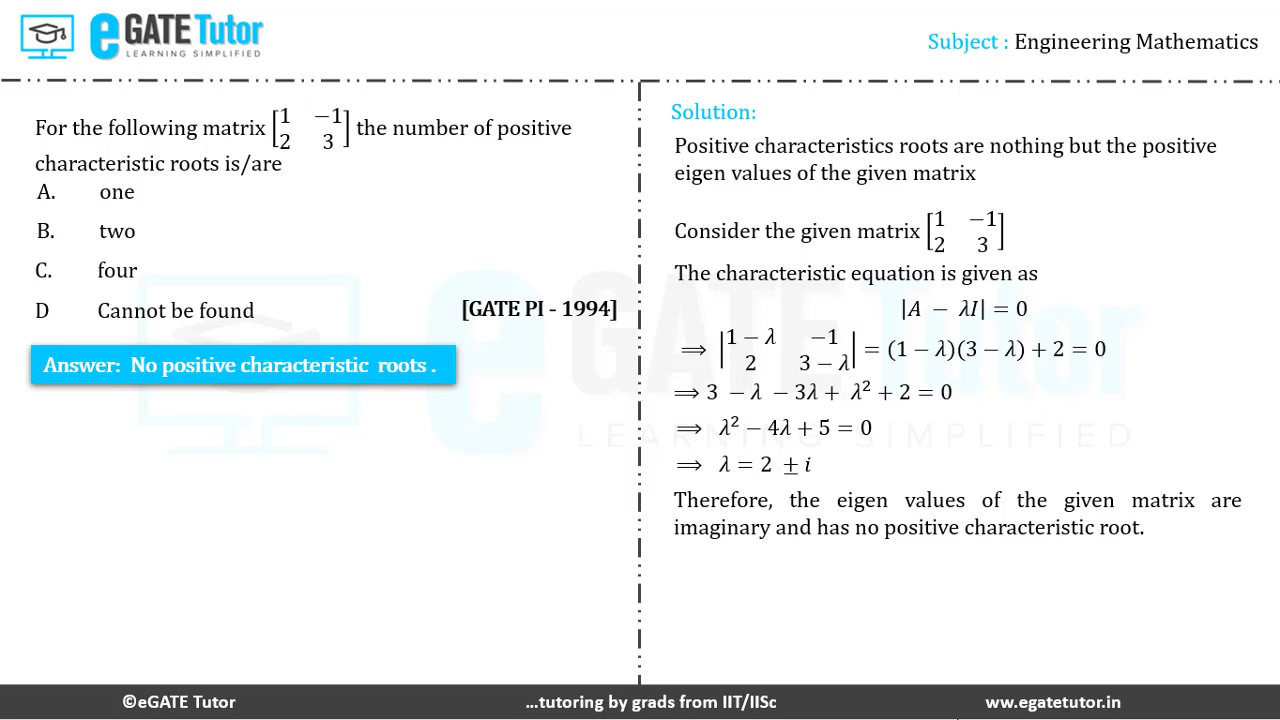 eGATE Tutor
LEARNING SIMPLIFIED
Subject : Engineering Mathematics
For the following matrix [1 −1
2 3] the number of positive
characteristic roots is/are
A. one
B. two
C. four
D Cannot be found [GATE PI - 1994]
Answer: No positive characteristic roots .
Solution:
Positive characteristics roots are nothing but the positive
eigen values of the given matrix
Consider the given matrix [1 −1
2 3]
The characteristic equation is given as
|A − λI| = 0
⟹ |1 − λ −1
2 3 − λ| = (1 − λ)(3 − λ) + 2 = 0
⟹ 3 − λ − 3λ + λ² + 2 = 0
⟹ λ² − 4λ + 5 = 0
⟹ λ = 2 ± i
Therefore, the eigen values of the given matrix are
imaginary and has no positive characteristic root.
eGATE Tutor
LEARNING SIMPLIFIED
©eGATE Tutor
...tutoring by grads from IIT/IISc
ww.egatetutor.in